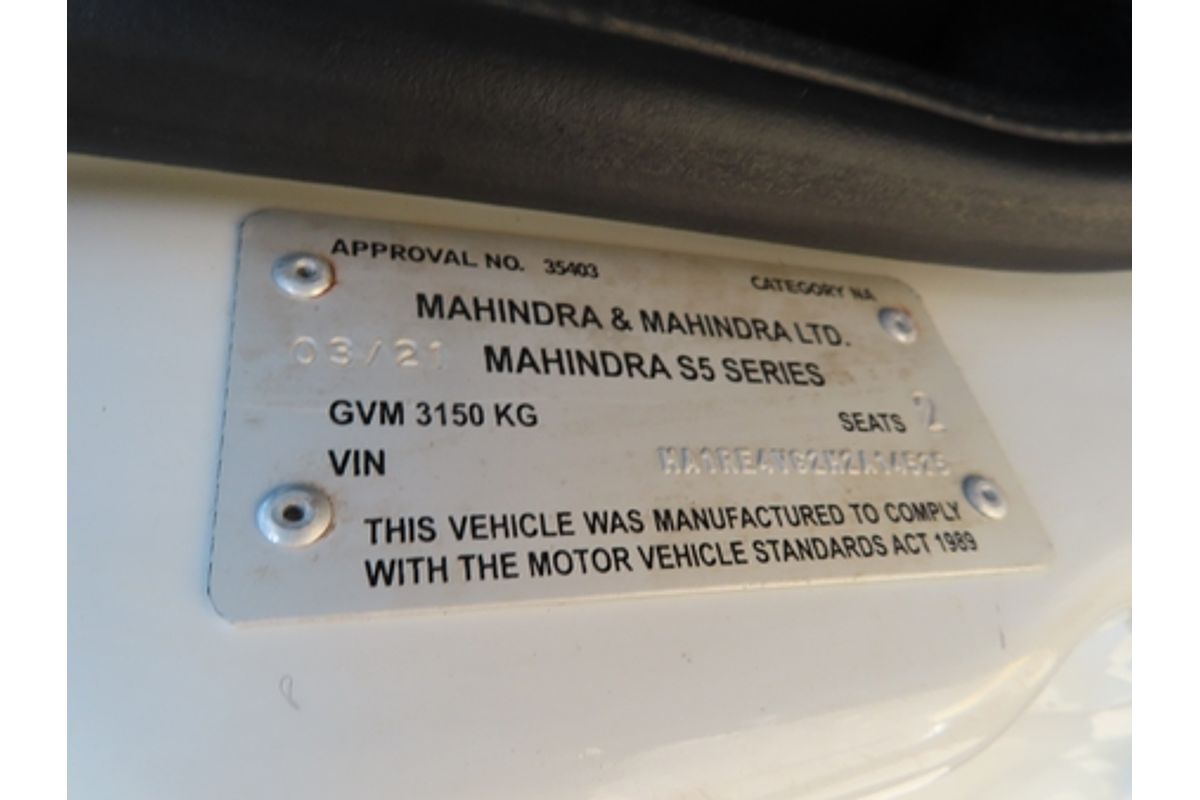 APPROVAL NO. 35403 CATEGORY NA
MAHINDRA & MAHINDRA LTD.
03/21 MAHINDRA S5 SERIES
GVM 3150 KG SEATS 2
VIN
THIS VEHICLE WAS MANUFACTURED TO COMPLY
WITH THE MOTOR VEHICLE STANDARDS ACT 1989